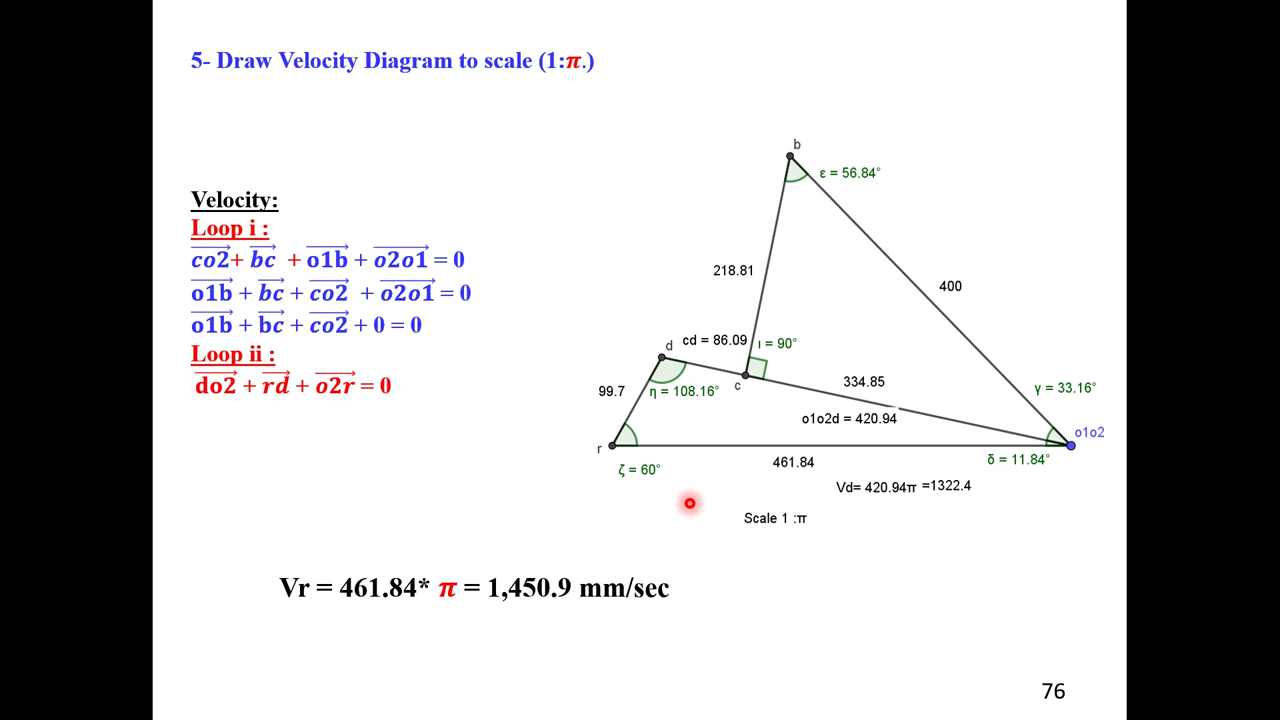 5- Draw Velocity Diagram to scale (1:π.)
Velocity:
Loop i :
co2+ bc + o1b + o2o1 = 0
o1b + bc + co2 + o2o1 = 0
o1b + bc + co2 + 0 = 0
Loop ii :
do2 + rd + o2r = 0
b
ε = 56.84°
218.81
400
d
cd = 86.09
ι = 90°
c
334.85
99.7
η = 108.16°
γ = 33.16°
o1o2d = 420.94
o1o2
r
ζ = 60°
461.84
δ = 11.84°
Vd= 420.94π =1322.4
Scale 1 :π
Vr = 461.84* π = 1,450.9 mm/sec
76